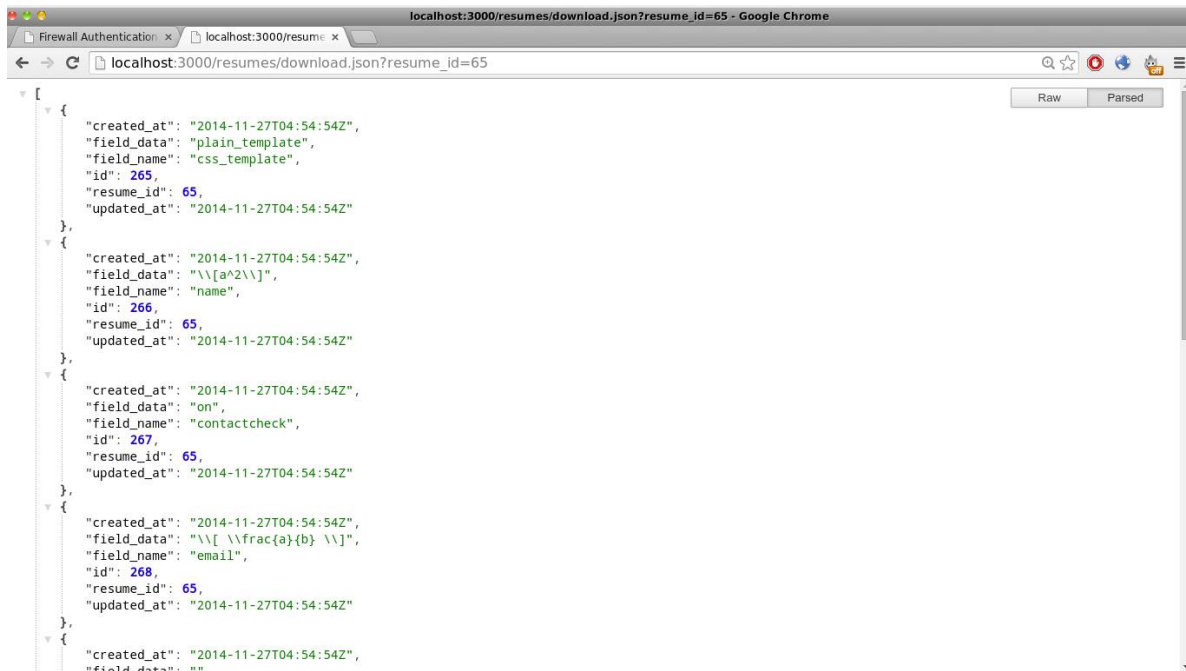 localhost:3000/resumes/download.json?resume_id=65 - Google Chrome
Firewall Authentication × localhost:3000/resume ×
localhost:3000/resumes/download.json?resume_id=65
off
Raw Parsed
[
{
"created_at": "2014-11-27T04:54:54Z",
"field_data": "plain_template",
"field_name": "css_template",
"id": 265,
"resume_id": 65,
"updated_at": "2014-11-27T04:54:54Z"
},
{
"created_at": "2014-11-27T04:54:54Z",
"field_data": "\\[a^2\\]",
"field_name": "name",
"id": 266,
"resume_id": 65,
"updated_at": "2014-11-27T04:54:54Z"
},
{
"created_at": "2014-11-27T04:54:54Z",
"field_data": "on",
"field_name": "contactcheck",
"id": 267,
"resume_id": 65,
"updated_at": "2014-11-27T04:54:54Z"
},
{
"created_at": "2014-11-27T04:54:54Z",
"field_data": "\\[ \\frac{a}{b} \\]",
"field_name": "email",
"id": 268,
"resume_id": 65,
"updated_at": "2014-11-27T04:54:54Z"
},
{
"created_at": "2014-11-27T04:54:54Z",
"field_data": ""